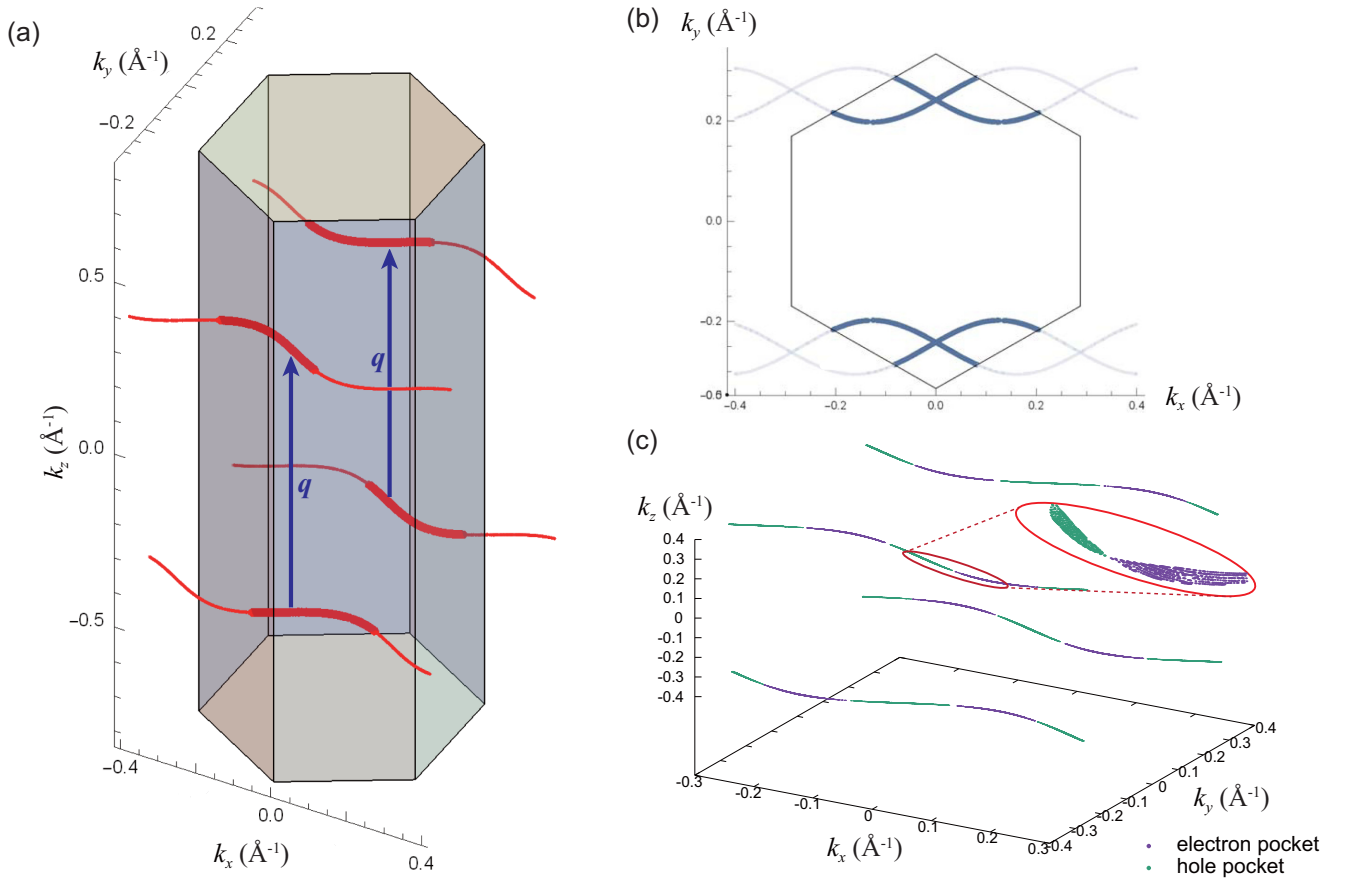 (a)
k_y (Å⁻¹)
0.2
−0.2
0.5
0.0
−0.5
k_z (Å⁻¹)
q
q
−0.4
0.0
0.4
k_x (Å⁻¹)
(b)
k_y (Å⁻¹)
0.2
0.0
−0.2
−0.4
−0.2
0.0
0.2
0.4
k_x (Å⁻¹)
(c)
k_z (Å⁻¹)
0.4
0.3
0.2
0.1
0
-0.1
-0.2
-0.3
-0.4
-0.3
-0.2
-0.1
0
0.1
0.2
0.3
k_x (Å⁻¹)
-0.4
-0.3
-0.2
-0.1
0
0.1
0.2
0.3
0.4
k_y (Å⁻¹)
electron pocket
hole pocket